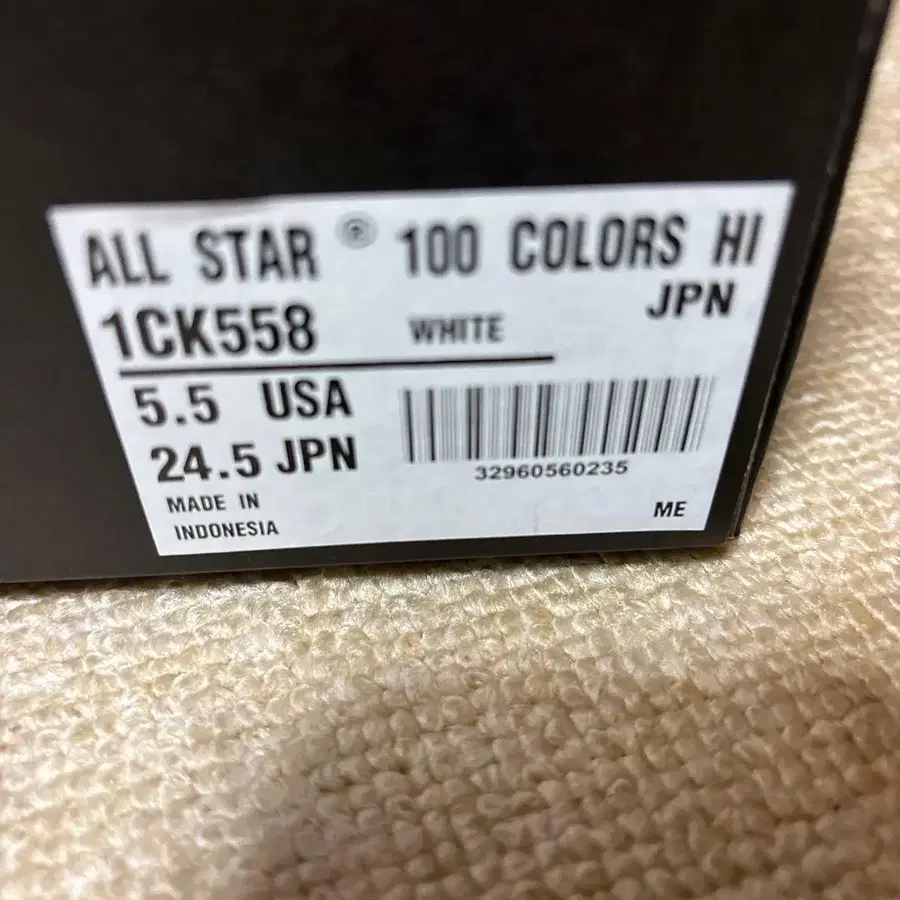 ALL STAR ® 100 COLORS HI
JPN
1CK558 WHITE
5.5 USA
24.5 JPN
32960560235
MADE IN
INDONESIA
ME